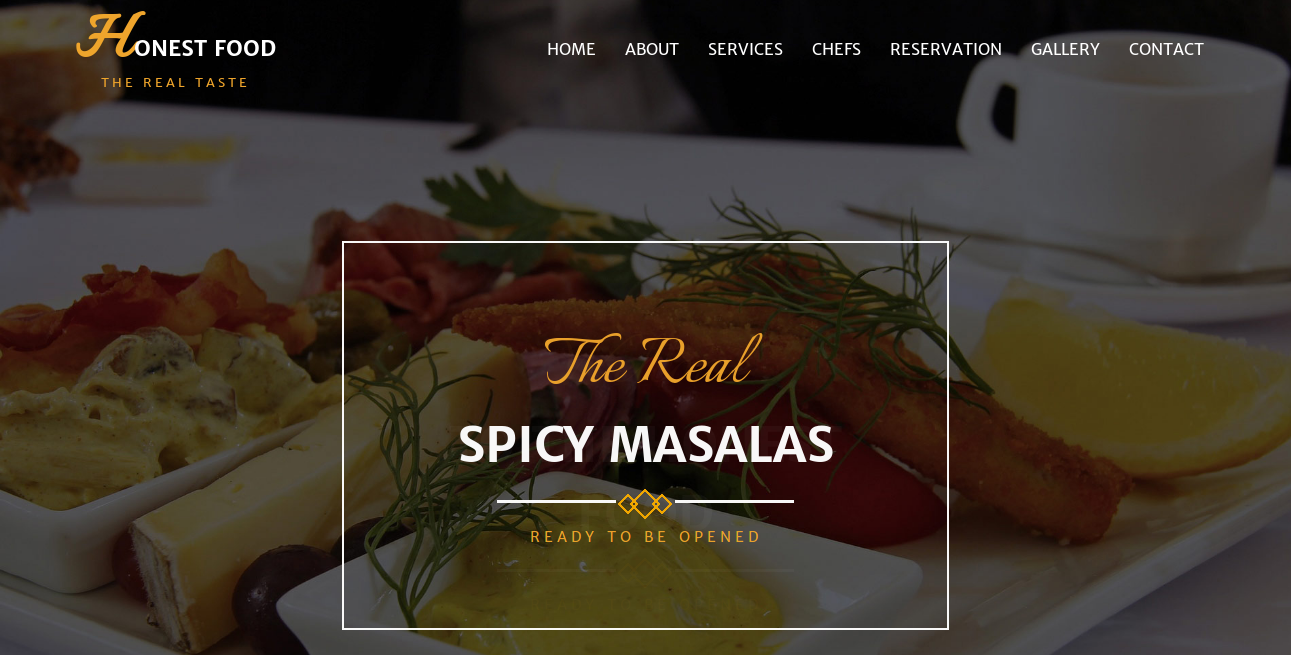 HONEST FOOD
THE REAL TASTE
HOME ABOUT SERVICES CHEFS RESERVATION GALLERY CONTACT
The Real
SPICY MASALAS
READY TO BE OPENED